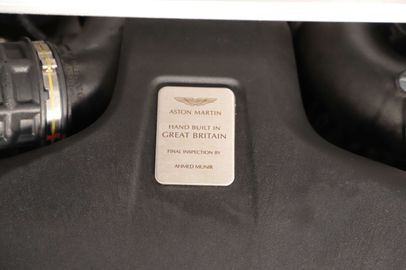 ASTON MARTIN
HAND BUILT IN
GREAT BRITAIN
FINAL INSPECTION BY
AHMED MUNIR